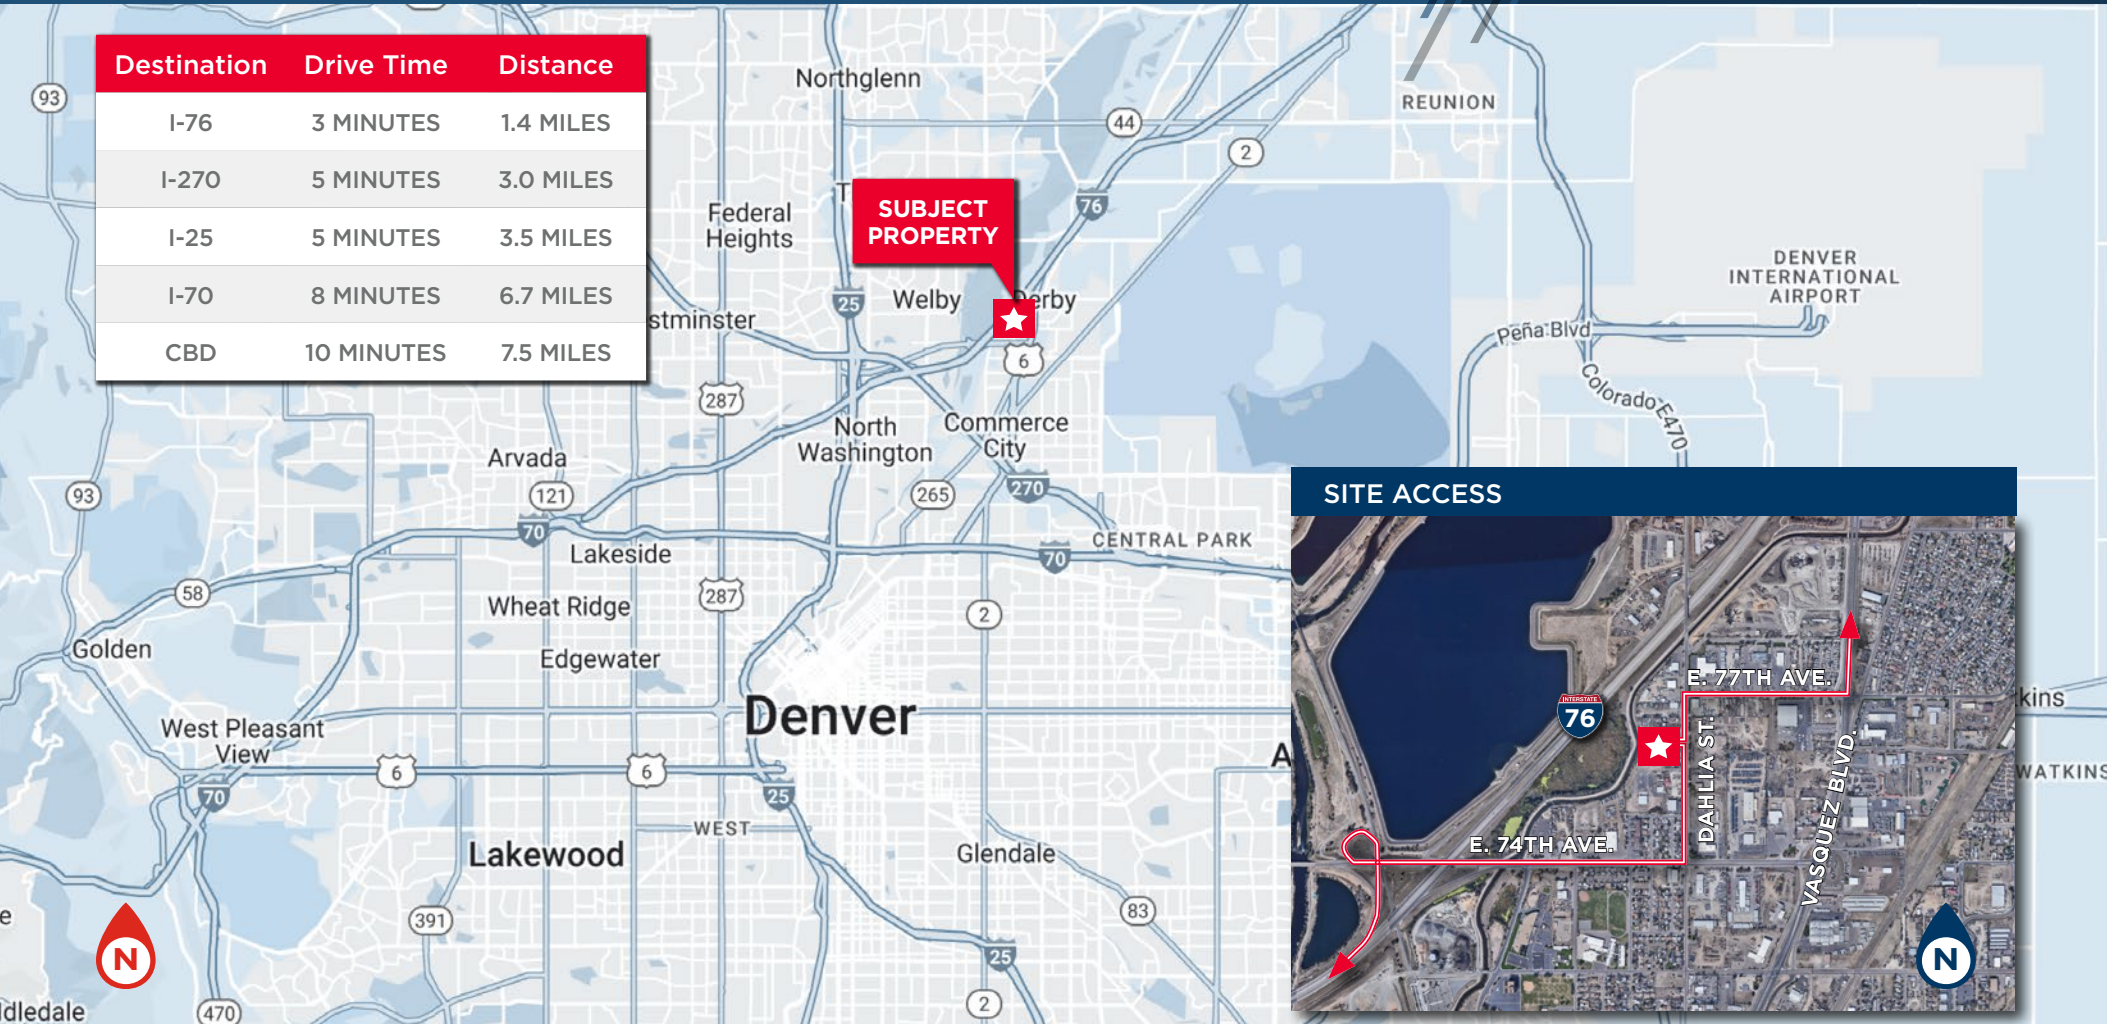 Destination Drive Time Distance
I-76 3 MINUTES 1.4 MILES
I-270 5 MINUTES 3.0 MILES
I-25 5 MINUTES 3.5 MILES
I-70 8 MINUTES 6.7 MILES
CBD 10 MINUTES 7.5 MILES
93
Northglenn
44
2
REUNION
76
SUBJECT
PROPERTY
Federal
Heights
T
25
Welby
Derby
stminster
6
DENVER
INTERNATIONAL
AIRPORT
Peña Blvd
Colorado E470
287
North
Washington
Commerce
City
Arvada
93
121
265
270
70
Lakeside
70
CENTRAL PARK
58
Wheat Ridge
287
2
Golden
Edgewater
Denver
West Pleasant
View
6
6
70
25
A
WEST
Lakewood
Glendale
391
83
25
2
e
N
470
dledale
SITE ACCESS
E. 77TH AVE.
INTERSTATE
76
DAHLIA ST.
VASQUEZ BLVD.
E. 74TH AVE.
N
kins
WATKINS